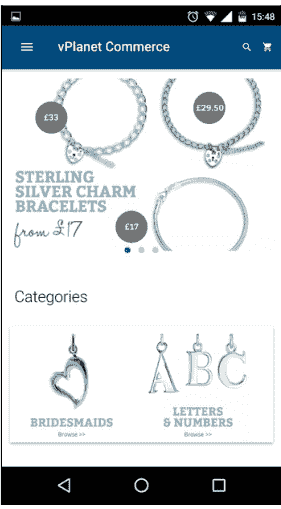 15:48
vPlanet Commerce
£33
£29.50
STERLING
SILVER CHARM
BRACELETS
from £17
£17
Categories
ABC
BRIDESMAIDS
Browse >>
LETTERS
& NUMBERS
Browse >>